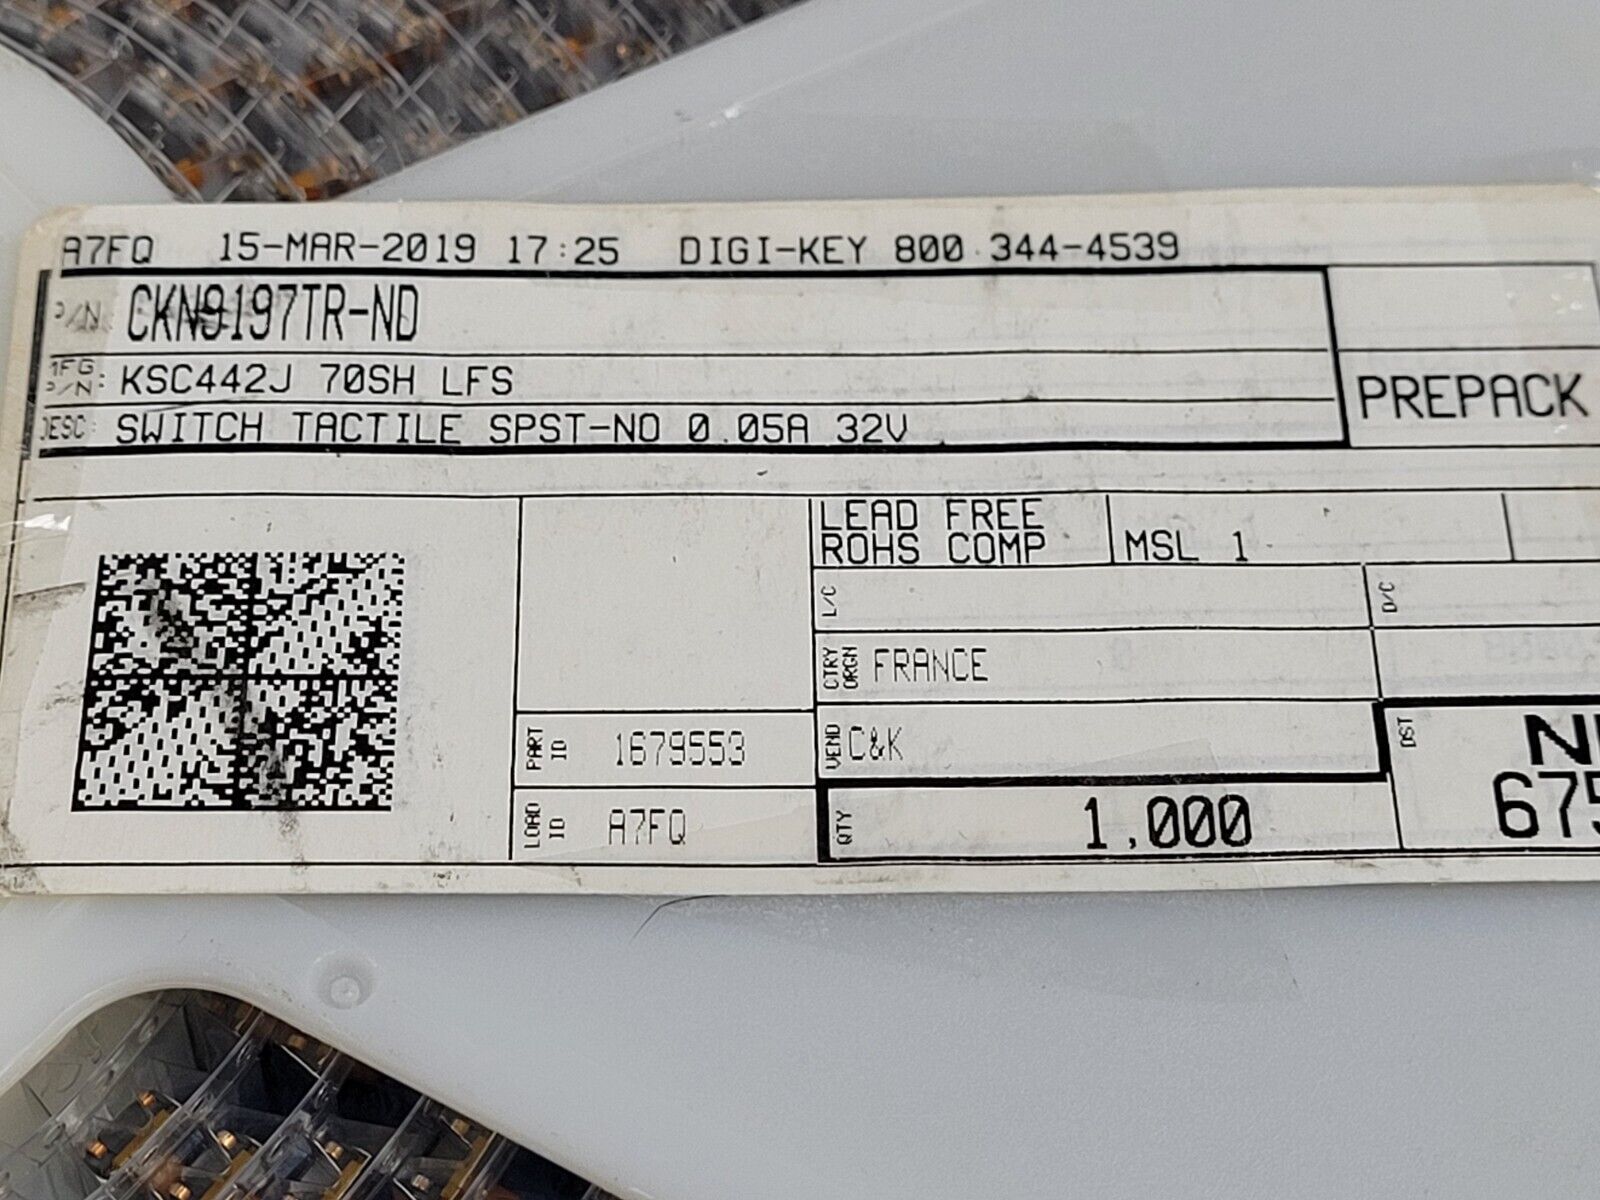 A7FQ 15-MAR-2019 17:25 DIGI-KEY 800 344-4539
P/N CKN9197TR-ND
MFG P/N: KSC442J 70SH LFS
PREPACK
DESC: SWITCH TACTILE SPST-NO 0.05A 32V
LEAD FREE
ROHS COMP
MSL 1
L/C
D/C
CTRY ORGN FRANCE
PART ID 1679553
VEND C&K
DST
LOAD ID A7FQ
QTY 1,000